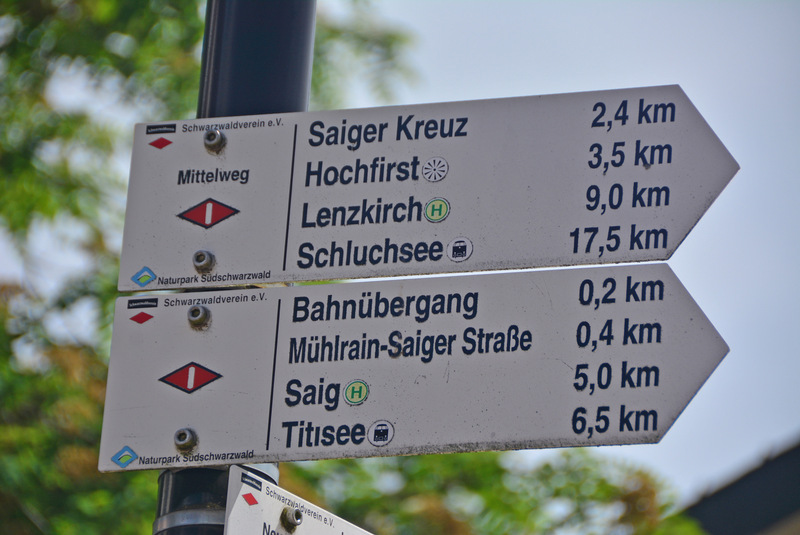 Schwarzwaldverein e.V.
Mittelweg
Naturpark Südschwarzwald
Saiger Kreuz 2,4 km
Hochfirst 3,5 km
Lenzkirch H 9,0 km
Schluchsee 17,5 km
Schwarzwaldverein e.V.
Naturpark Südschwarzwald
Bahnübergang 0,2 km
Mühlrain-Saiger Straße 0,4 km
Saig H 5,0 km
Titisee 6,5 km
Schwarzwaldverein e.V.